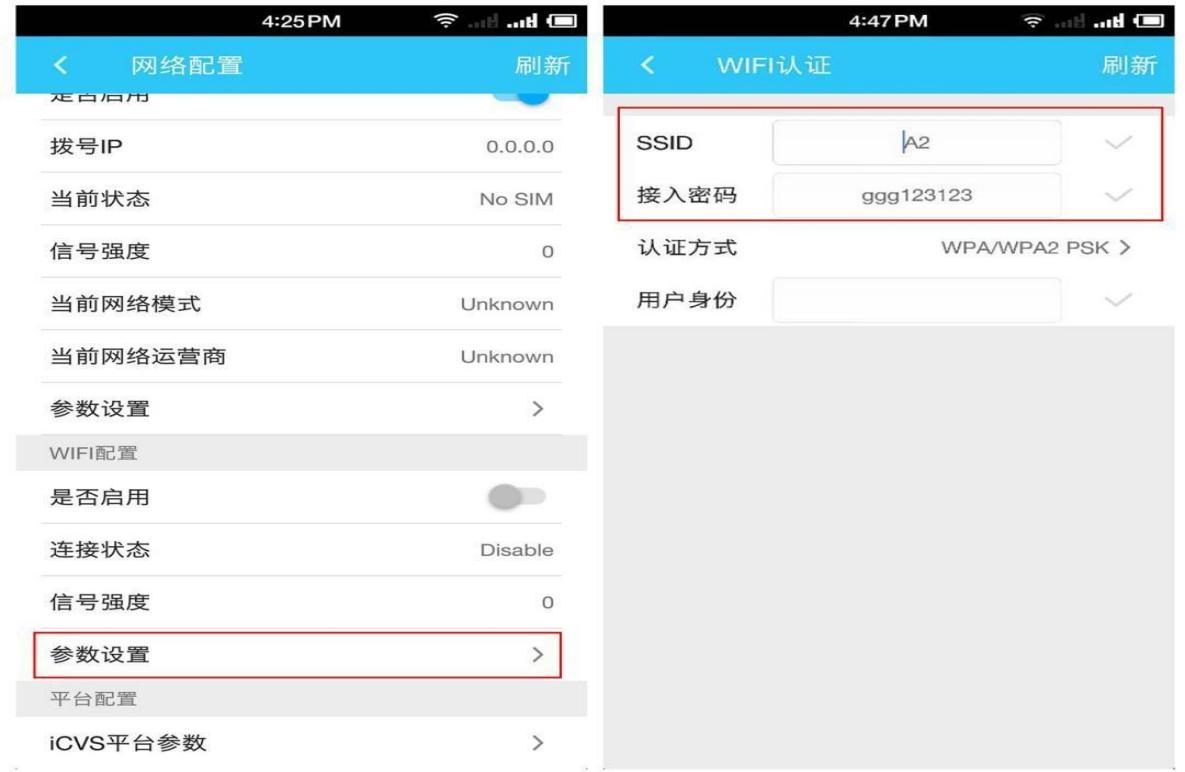 4:25PM
网络配置
刷新
是否启用
拨号IP
0.0.0.0
当前状态
No SIM
信号强度
0
当前网络模式
Unknown
当前网络运营商
Unknown
参数设置
WIFI配置
是否启用
连接状态
Disable
信号强度
0
参数设置
平台配置
iCVS平台参数
4:47PM
WIFI认证
刷新
SSID
A2
接入密码
ggg123123
认证方式
WPA/WPA2 PSK
用户身份